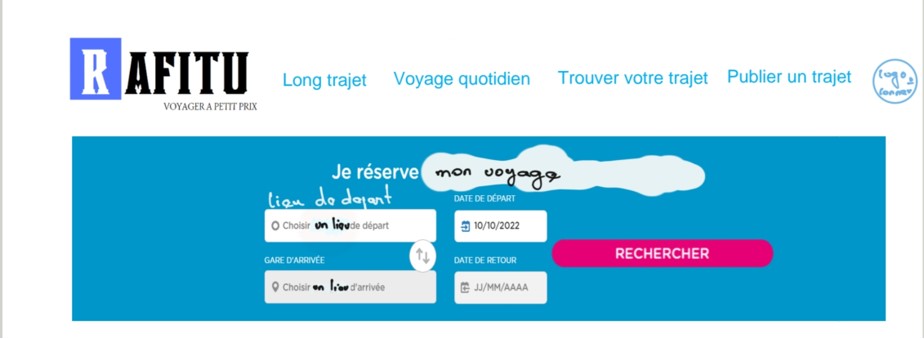 RAFITU
VOYAGER A PETIT PRIX
Long trajet
Voyage quotidien
Trouver votre trajet
Publier un trajet
Je réserve mon voyage
lieu de depart
DATE DE DÉPART
Choisir un lieu de départ
10/10/2022
RECHERCHER
GARE D'ARRIVÉE
DATE DE RETOUR
Choisir un lieu d'arrivée
JJ/MM/AAAA